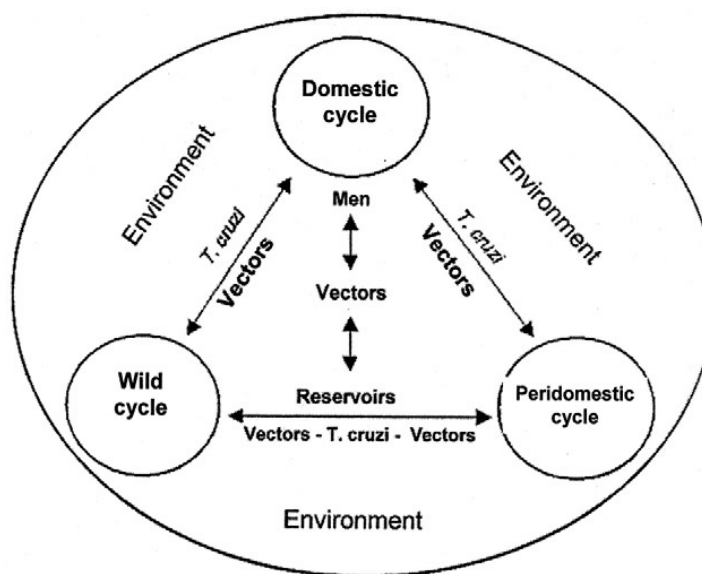 Domestic
cycle
Environment
Environment
T. cruzi
Vectors
Men
T. cruzi
Vectors
Vectors
Wild
cycle
Reservoirs
Peridomestic
cycle
Vectors - T. cruzi - Vectors
Environment